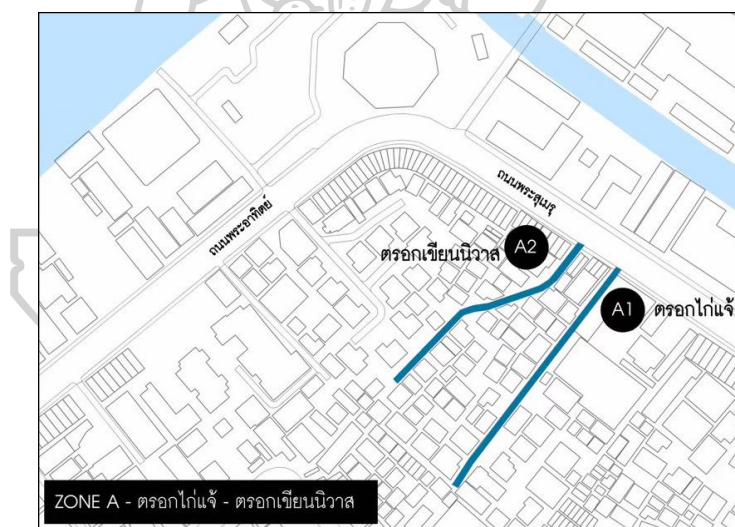 ถนนพระสุเมรุ
ถนนพระอาทิตย์
ตรอกเขียนนิวาส
A2
A1
ตรอกไก่แจ้
ZONE A - ตรอกไก่แจ้ - ตรอกเขียนนิวาส